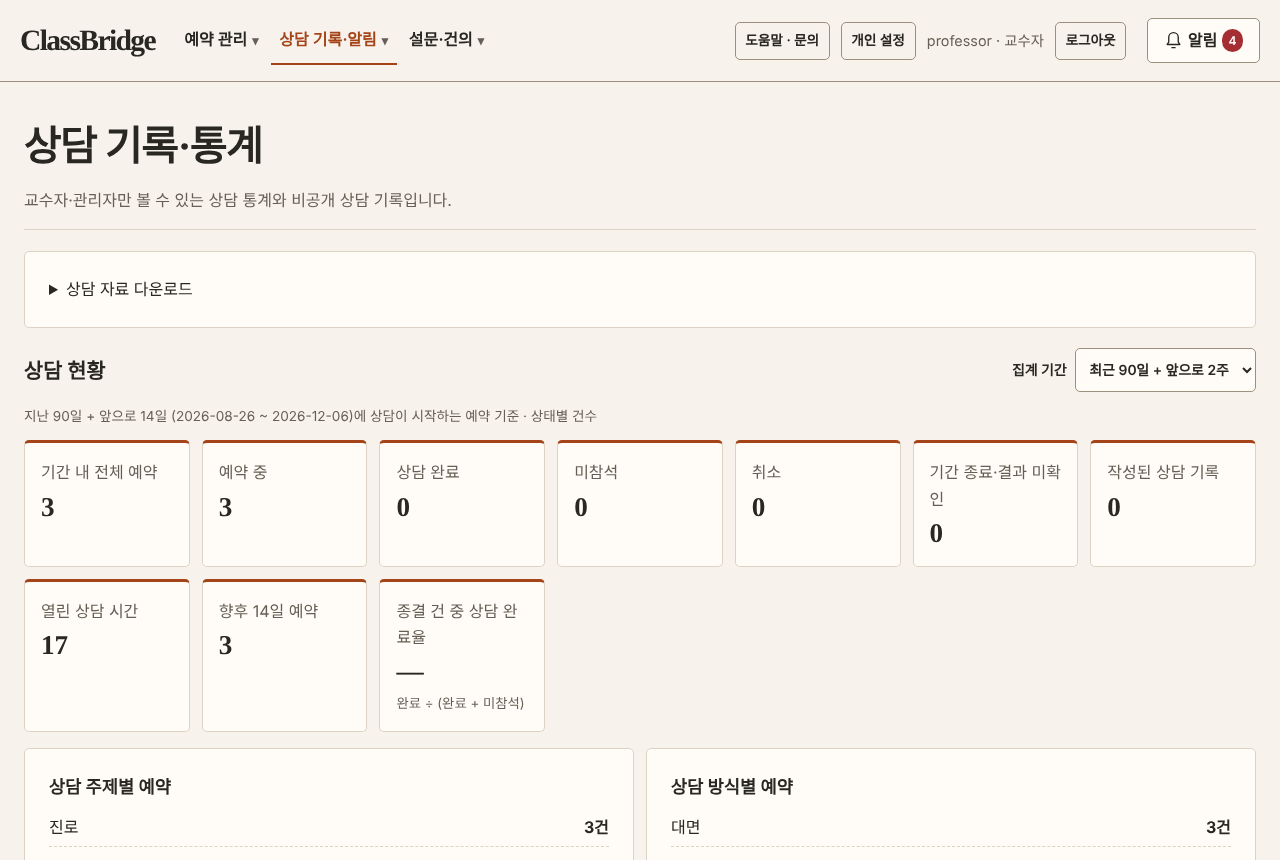 ClassBridge
예약 관리 ▾
상담 기록·알림 ▾
설문·건의 ▾
도움말 · 문의
개인 설정
professor · 교수자
로그아웃
알림 4
상담 기록·통계
교수자·관리자만 볼 수 있는 상담 통계와 비공개 상담 기록입니다.
▶ 상담 자료 다운로드
상담 현황
집계 기간
최근 90일 + 앞으로 2주
지난 90일 + 앞으로 14일 (2026-08-26 ~ 2026-12-06)에 상담이 시작하는 예약 기준 · 상태별 건수
기간 내 전체 예약
3
예약 중
3
상담 완료
0
미참석
0
취소
0
기간 종료·결과 미확
인
0
작성된 상담 기록
0
열린 상담 시간
17
향후 14일 예약
3
종결 건 중 상담 완
료율
—
완료 ÷ (완료 + 미참석)
상담 주제별 예약
진로
3건
상담 방식별 예약
대면
3건